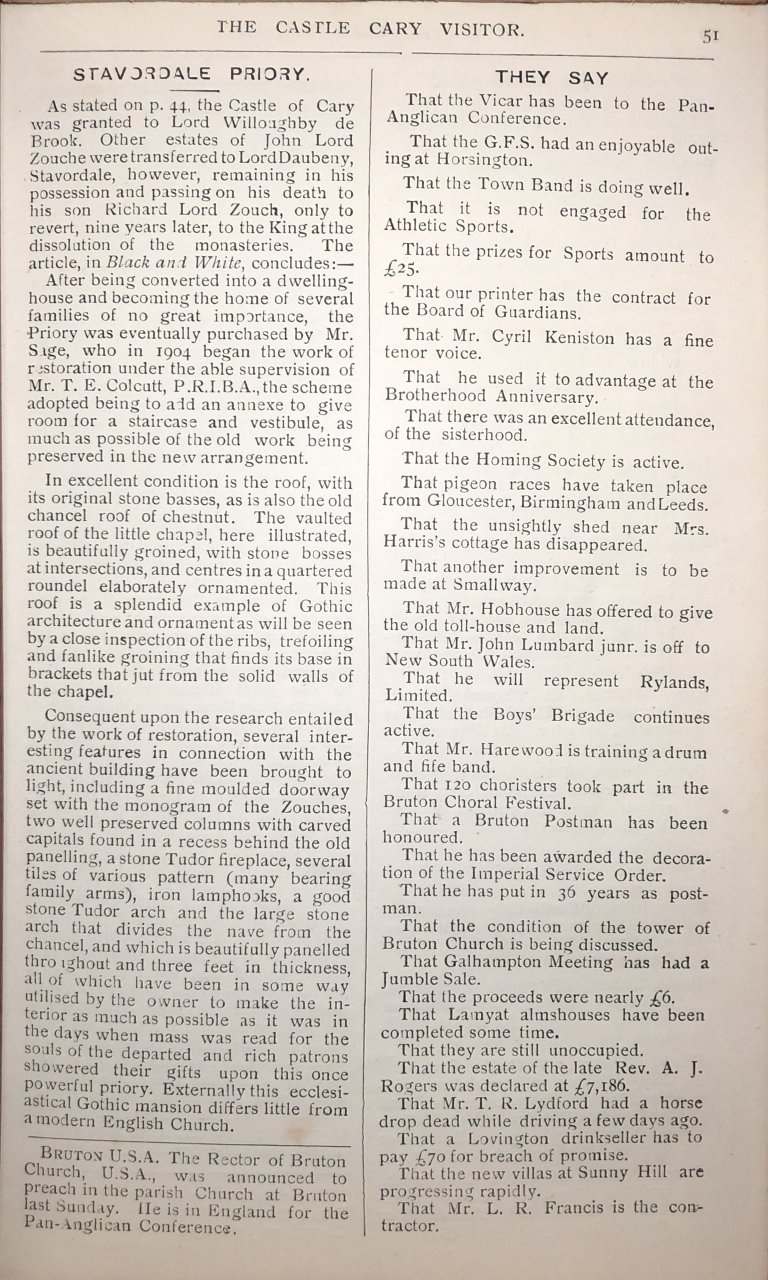 THE CASTLE CARY VISITOR.
51
STAVORDALE PRIORY.
As stated on p. 44, the Castle of Cary
was granted to Lord Willoughby de
Brook. Other estates of John Lord
Zouche were transferred to Lord Daubeny,
Stavordale, however, remaining in his
possession and passing on his death to
his son Richard Lord Zouch, only to
revert, nine years later, to the King at the
dissolution of the monasteries. The
article, in Black and White, concludes:—
After being converted into a dwelling-
house and becoming the home of several
families of no great importance, the
Priory was eventually purchased by Mr.
Sage, who in 1904 began the work of
restoration under the able supervision of
Mr. T. E. Colcutt, P.R.I.B.A., the scheme
adopted being to add an annexe to give
room for a staircase and vestibule, as
much as possible of the old work being
preserved in the new arrangement.
In excellent condition is the roof, with
its original stone basses, as is also the old
chancel roof of chestnut. The vaulted
roof of the little chapel, here illustrated,
is beautifully groined, with stone bosses
at intersections, and centres in a quartered
roundel elaborately ornamented. This
roof is a splendid example of Gothic
architecture and ornament as will be seen
by a close inspection of the ribs, trefoiling
and fanlike groining that finds its base in
brackets that jut from the solid walls of
the chapel.
Consequent upon the research entailed
by the work of restoration, several inter-
esting features in connection with the
ancient building have been brought to
light, including a fine moulded doorway
set with the monogram of the Zouches,
two well preserved columns with carved
capitals found in a recess behind the old
panelling, a stone Tudor fireplace, several
tiles of various pattern (many bearing
family arms), iron lamphooks, a good
stone Tudor arch and the large stone
arch that divides the nave from the
chancel, and which is beautifully panelled
throughout and three feet in thickness,
all of which have been in some way
utilised by the owner to make the in-
terior as much as possible as it was in
the days when mass was read for the
souls of the departed and rich patrons
showered their gifts upon this once
powerful priory. Externally this ecclesi-
astical Gothic mansion differs little from
a modern English Church.
BRUTON U.S.A. The Rector of Bruton
Church, U.S.A., was announced to
preach in the parish Church at Bruton
last Sunday. He is in England for the
Pan-Anglican Conference.
THEY SAY
That the Vicar has been to the Pan-
Anglican Conference.
That the G.F.S. had an enjoyable out-
ing at Horsington.
That the Town Band is doing well.
That it is not engaged for the
Athletic Sports.
That the prizes for Sports amount to
£25.
That our printer has the contract for
the Board of Guardians.
That Mr. Cyril Keniston has a fine
tenor voice.
That he used it to advantage at the
Brotherhood Anniversary.
That there was an excellent attendance,
of the sisterhood.
That the Homing Society is active.
That pigeon races have taken place
from Gloucester, Birmingham and Leeds.
That the unsightly shed near Mrs.
Harris's cottage has disappeared.
That another improvement is to be
made at Smallway.
That Mr. Hobhouse has offered to give
the old toll-house and land.
That Mr. John Lumbard junr. is off to
New South Wales.
That he will represent Rylands,
Limited.
That the Boys' Brigade continues
active.
That Mr. Harewood is training a drum
and fife band.
That 120 choristers took part in the
Bruton Choral Festival.
That a Bruton Postman has been
honoured.
That he has been awarded the decora-
tion of the Imperial Service Order.
That he has put in 36 years as post-
man.
That the condition of the tower of
Bruton Church is being discussed.
That Galhampton Meeting has had a
Jumble Sale.
That the proceeds were nearly £6.
That Lamyat almshouses have been
completed some time.
That they are still unoccupied.
That the estate of the late Rev. A. J.
Rogers was declared at £7,186.
That Mr. T. R. Lydford had a horse
drop dead while driving a few days ago.
That a Lovington drinkseller has to
pay £70 for breach of promise.
That the new villas at Sunny Hill are
progressing rapidly.
That Mr. L. R. Francis is the con-
tractor.